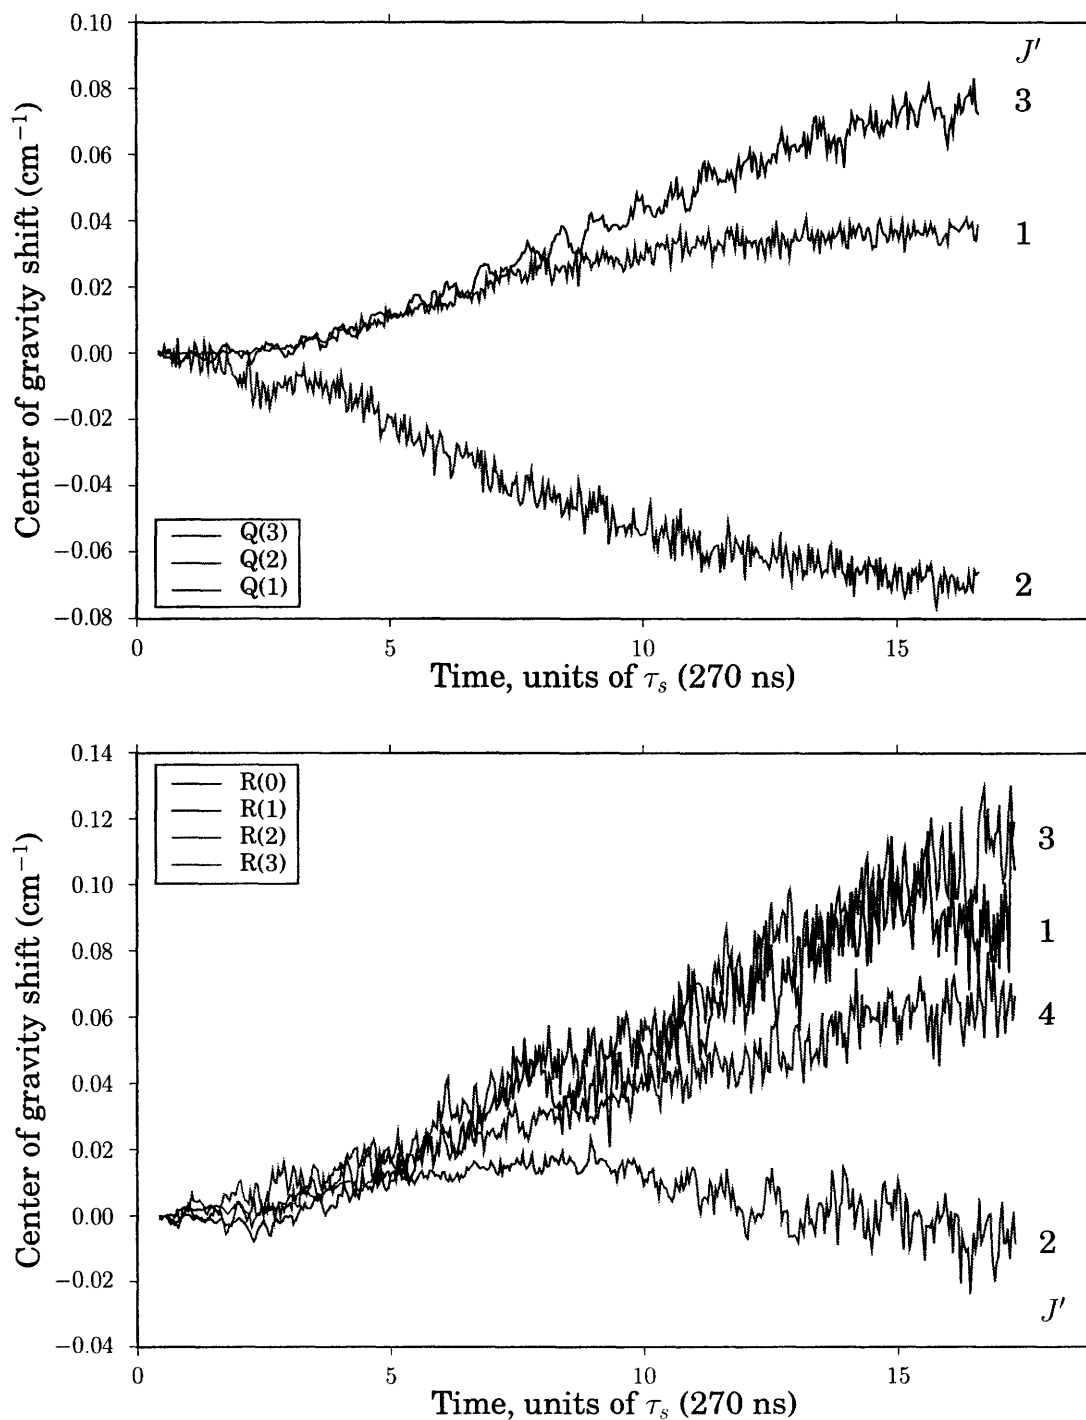 0.10
0.08
0.06
0.04
0.02
0.00
−0.02
−0.04
−0.06
−0.08
Center of gravity shift (cm⁻¹)
J′
3
1
2
Q(3)
Q(2)
Q(1)
0
5
10
15
Time, units of τₛ (270 ns)
0.14
0.12
0.10
0.08
0.06
0.04
0.02
0.00
−0.02
−0.04
Center of gravity shift (cm⁻¹)
R(0)
R(1)
R(2)
R(3)
3
1
4
2
J′
0
5
10
15
Time, units of τₛ (270 ns)